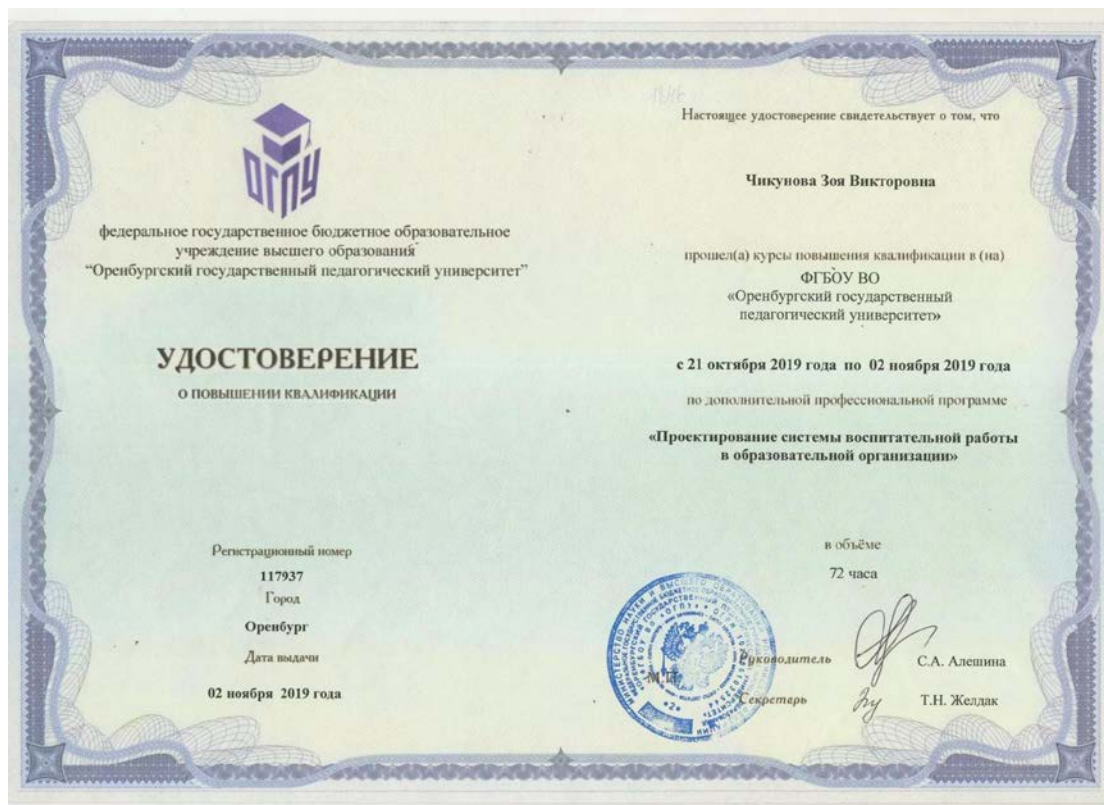 ОГПУ
федеральное государственное бюджетное образовательное
учреждение высшего образования
“Оренбургский государственный педагогический университет”
УДОСТОВЕРЕНИЕ
О ПОВЫШЕНИИ КВАЛИФИКАЦИИ
Регистрационный номер
117937
Город
Оренбург
Дата выдачи
02 ноября 2019 года
Настоящее удостоверение свидетельствует о том, что
Чикунова Зоя Викторовна
прошел(а) курсы повышения квалификации в (на)
ФГБОУ ВО
«Оренбургский государственный
педагогический университет»
с 21 октября 2019 года по 02 ноября 2019 года
по дополнительной профессиональной программе
«Проектирование системы воспитательной работы
в образовательной организации»
в объёме
72 часа
Руководитель
С.А. Алешина
М.П.
Секретарь
Т.Н. Желдак